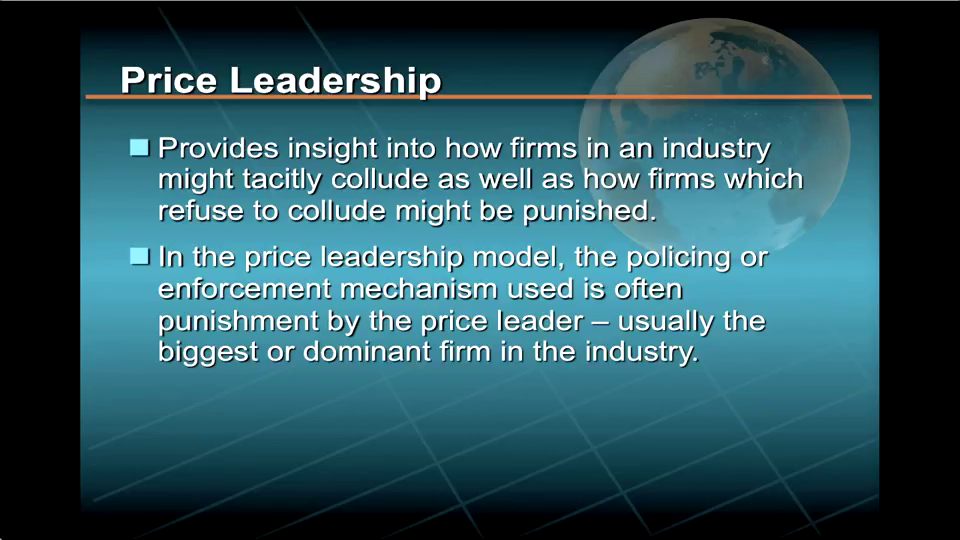 Price Leadership
Provides insight into how firms in an industry
might tacitly collude as well as how firms which
refuse to collude might be punished.
In the price leadership model, the policing or
enforcement mechanism used is often
punishment by the price leader – usually the
biggest or dominant firm in the industry.